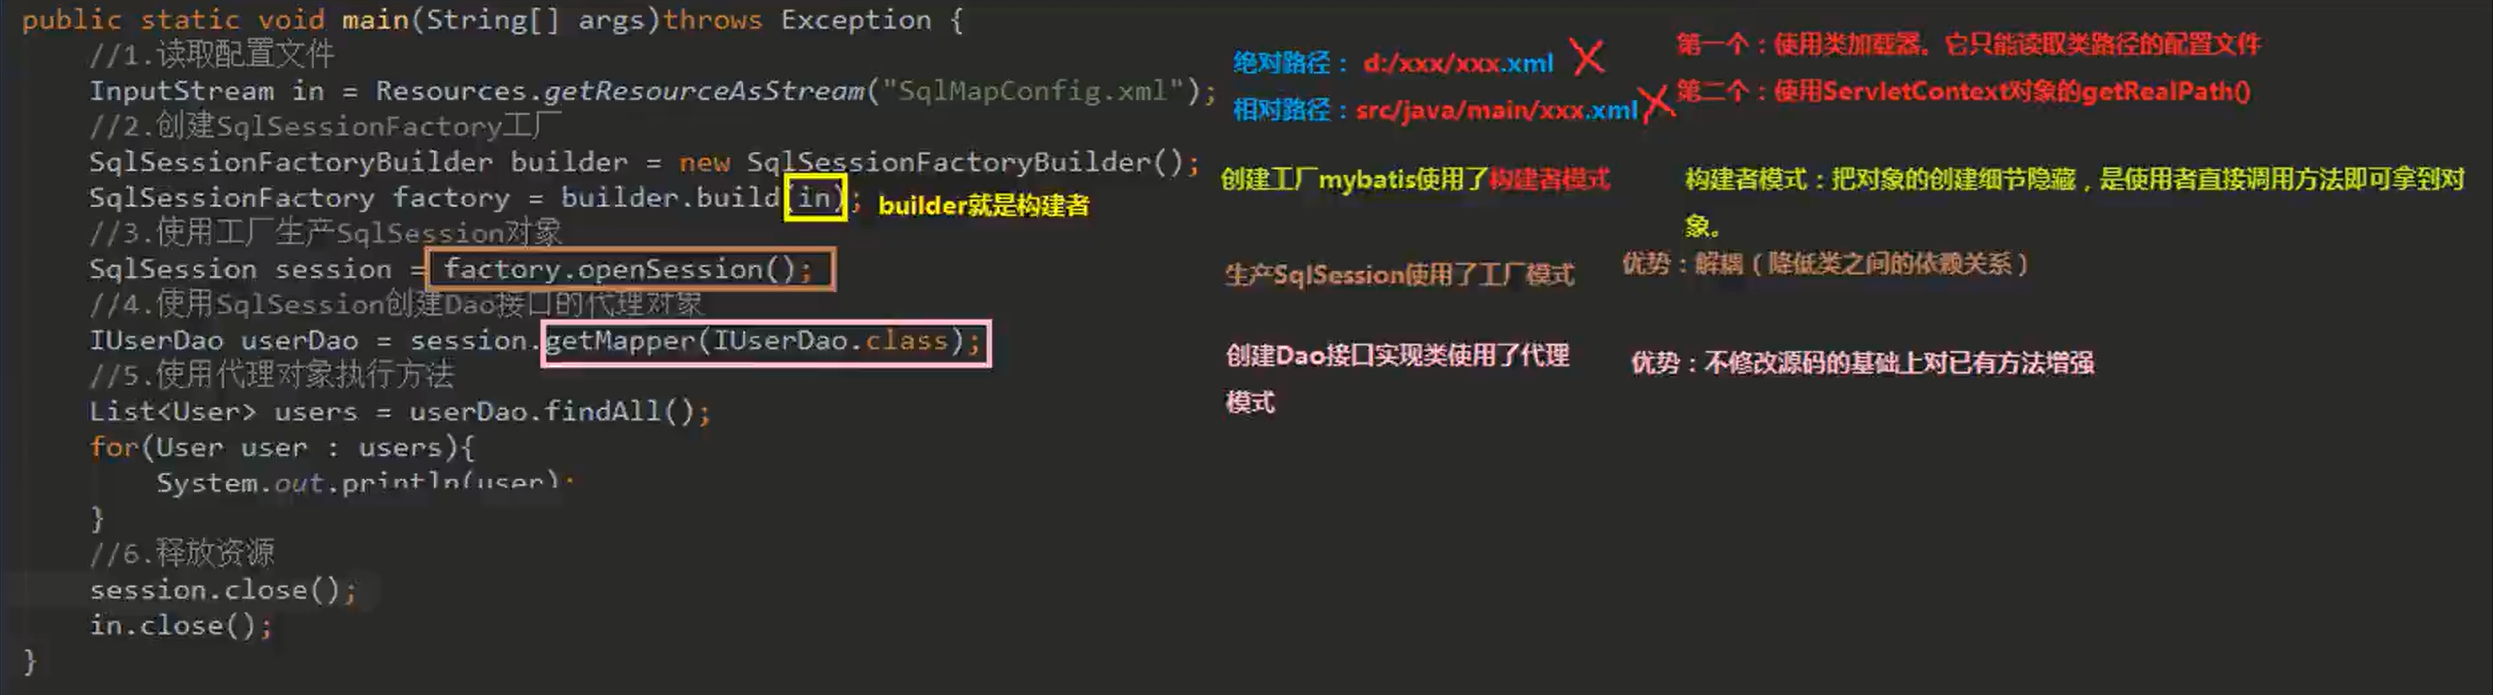 public static void main(String[] args)throws Exception {
//1.读取配置文件
InputStream in = Resources.getResourceAsStream("SqlMapConfig.xml");
//2.创建SqlSessionFactory工厂
SqlSessionFactoryBuilder builder = new SqlSessionFactoryBuilder();
SqlSessionFactory factory = builder.build(in);
builder就是构建者
//3.使用工厂生产SqlSession对象
SqlSession session = factory.openSession();
//4.使用SqlSession创建Dao接口的代理对象
IUserDao userDao = session.getMapper(IUserDao.class);
//5.使用代理对象执行方法
List<User> users = userDao.findAll();
for(User user : users){
System.out.println(user);
}
//6.释放资源
session.close();
in.close();
}
绝对路径： d:/xxx/xxx.xml
相对路径：src/java/main/xxx.xml
第一个：使用类加载器。它只能读取类路径的配置文件
第二个：使用ServletContext对象的getRealPath()
创建工厂mybatis使用了构建者模式
构建者模式：把对象的创建细节隐藏，是使用者直接调用方法即可拿到对
象。
生产SqlSession使用了工厂模式
优势：解耦（降低类之间的依赖关系）
创建Dao接口实现类使用了代理
模式
优势：不修改源码的基础上对已有方法增强